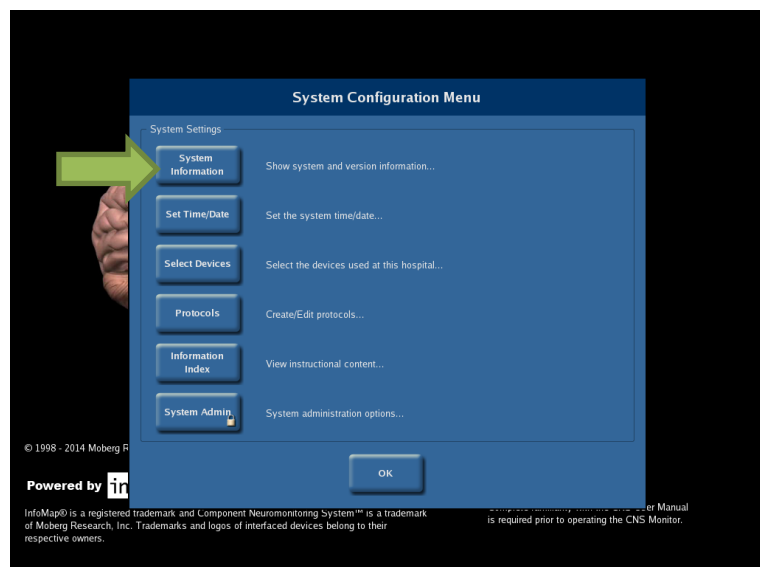 System Configuration Menu
System Settings
System
Information
Show system and version information...
Set Time/Date
Set the system time/date...
Select Devices
Select the devices used at this hospital...
Protocols
Create/Edit protocols...
Information
Index
View instructional content...
System Admin
System administration options...
OK
© 1998 - 2014 Moberg R
Powered by in
InfoMap® is a registered trademark and Component Neuromonitoring System™ is a trademark
of Moberg Research, Inc. Trademarks and logos of interfaced devices belong to their
respective owners.
User Manual
is required prior to operating the CNS Monitor.